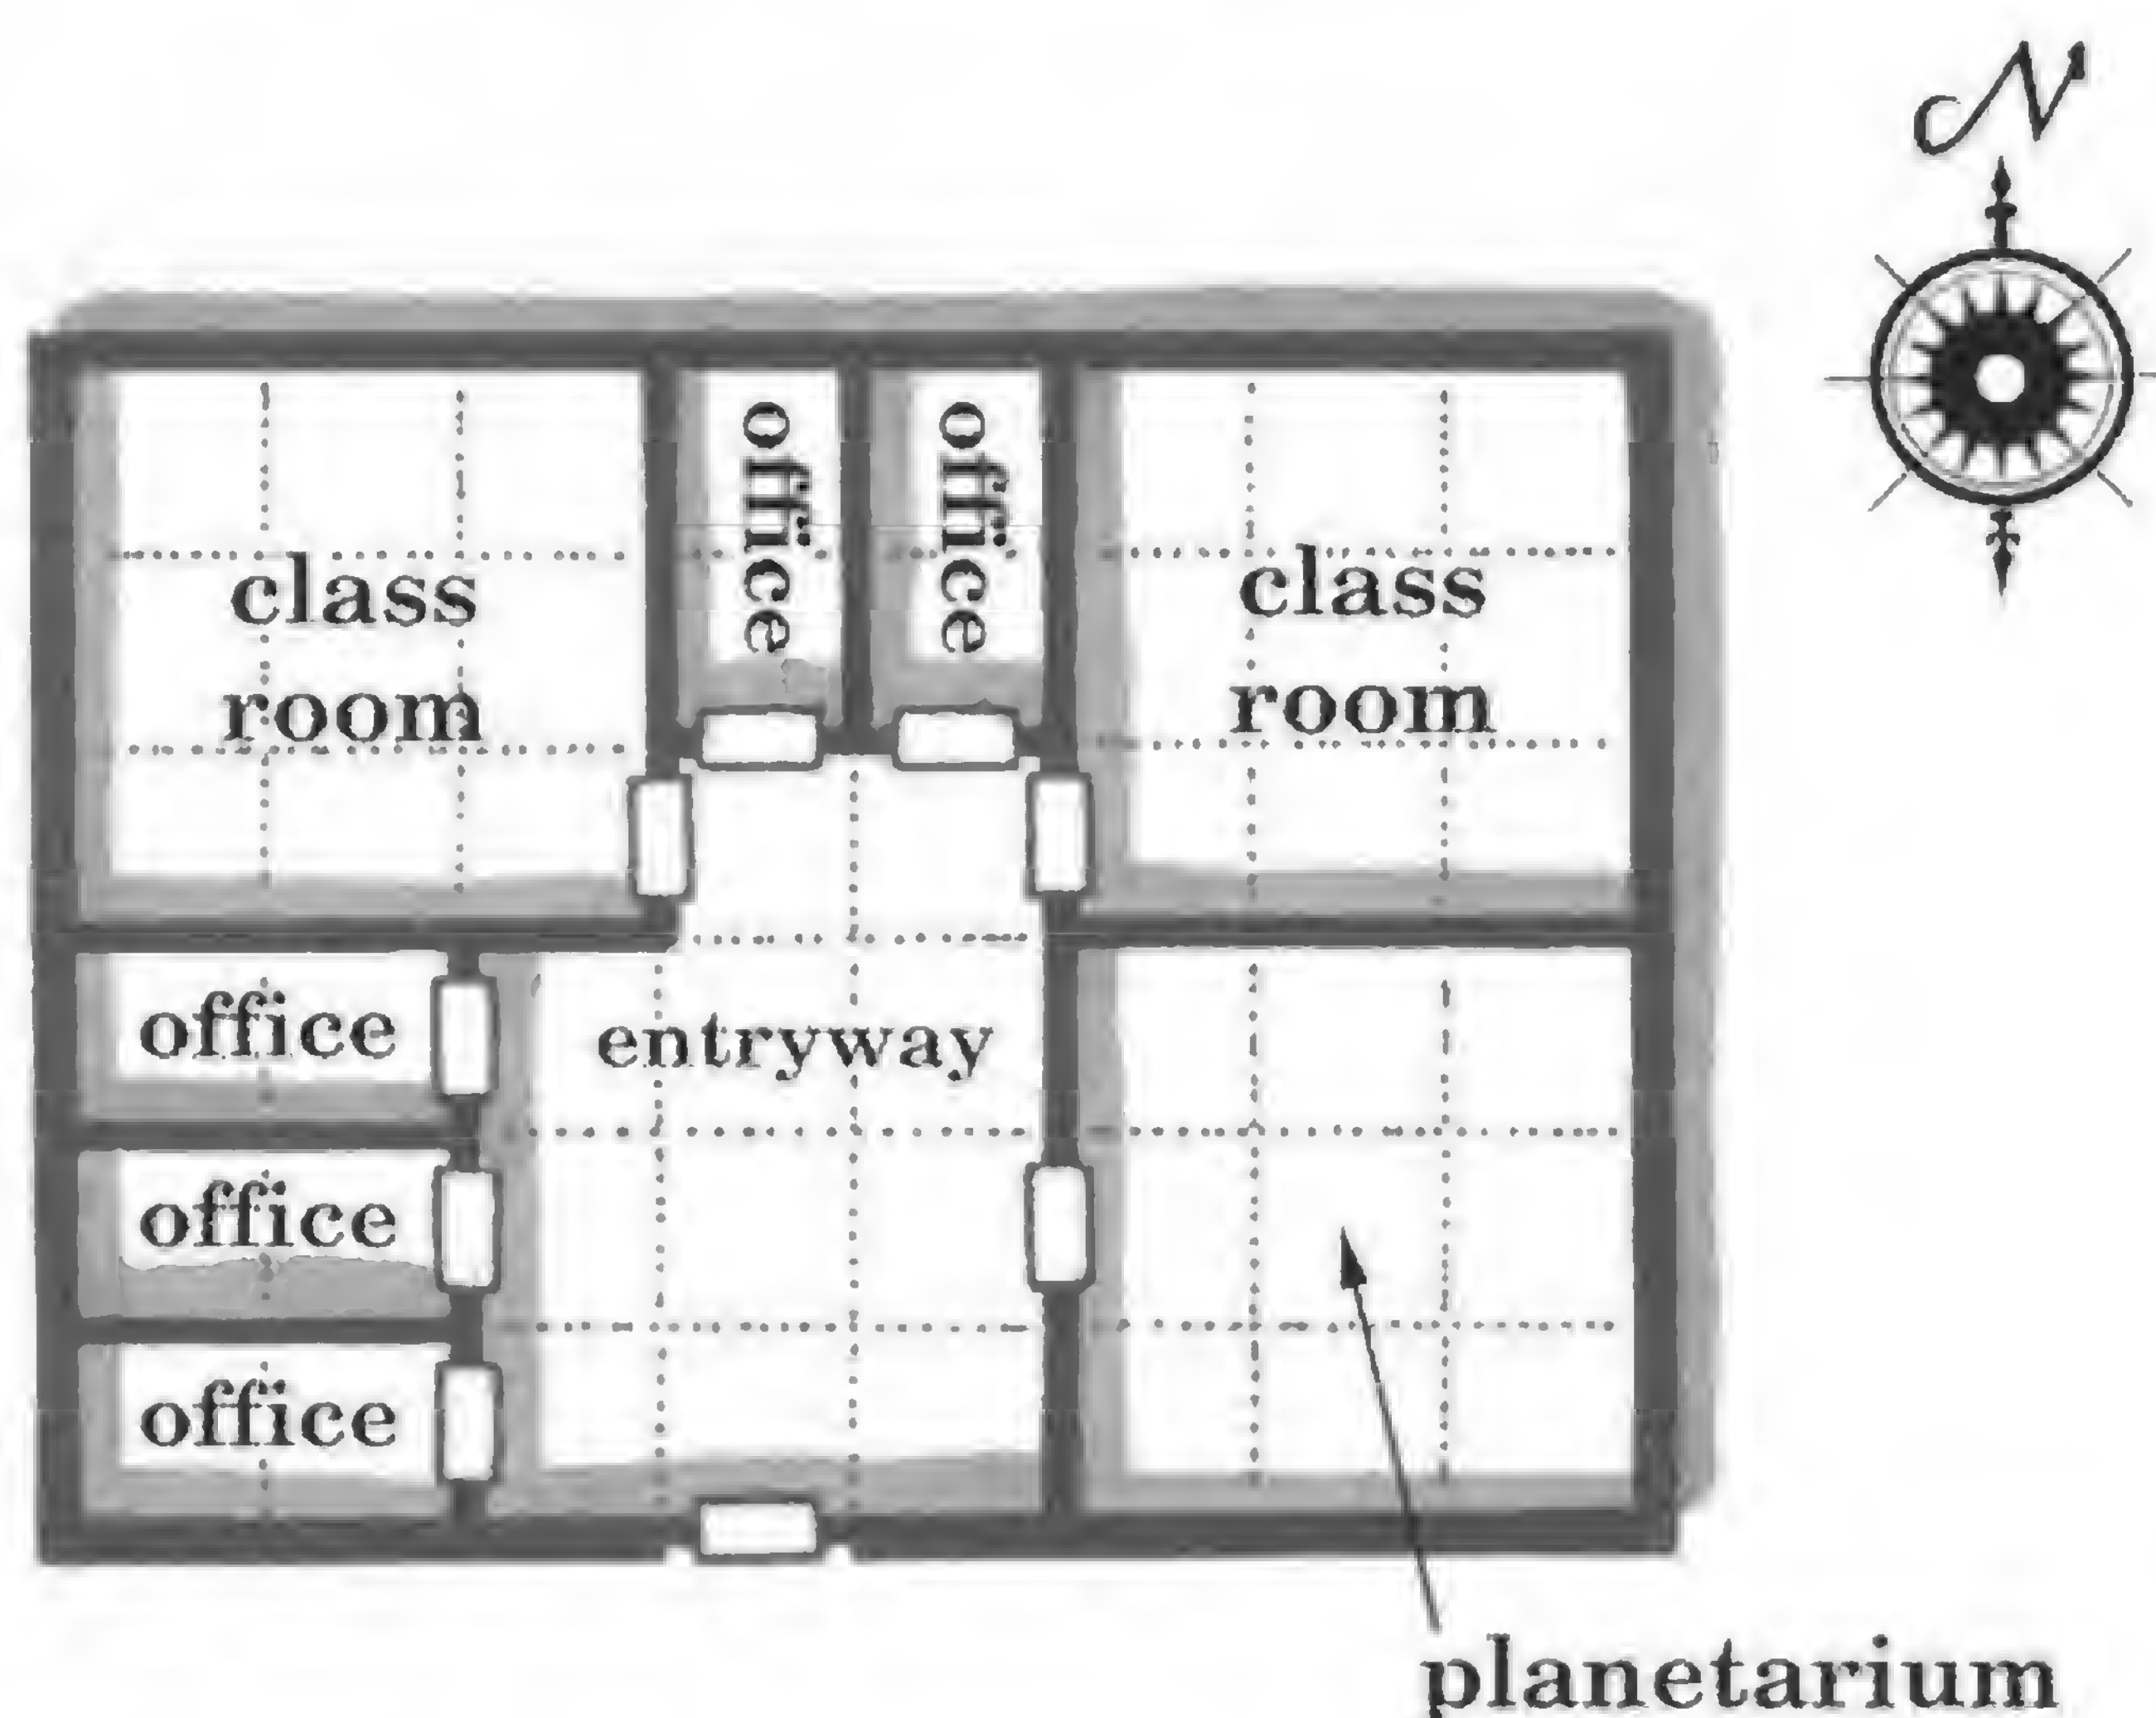 N
office
office
class
room
class
room
office
entryway
office
office
planetarium